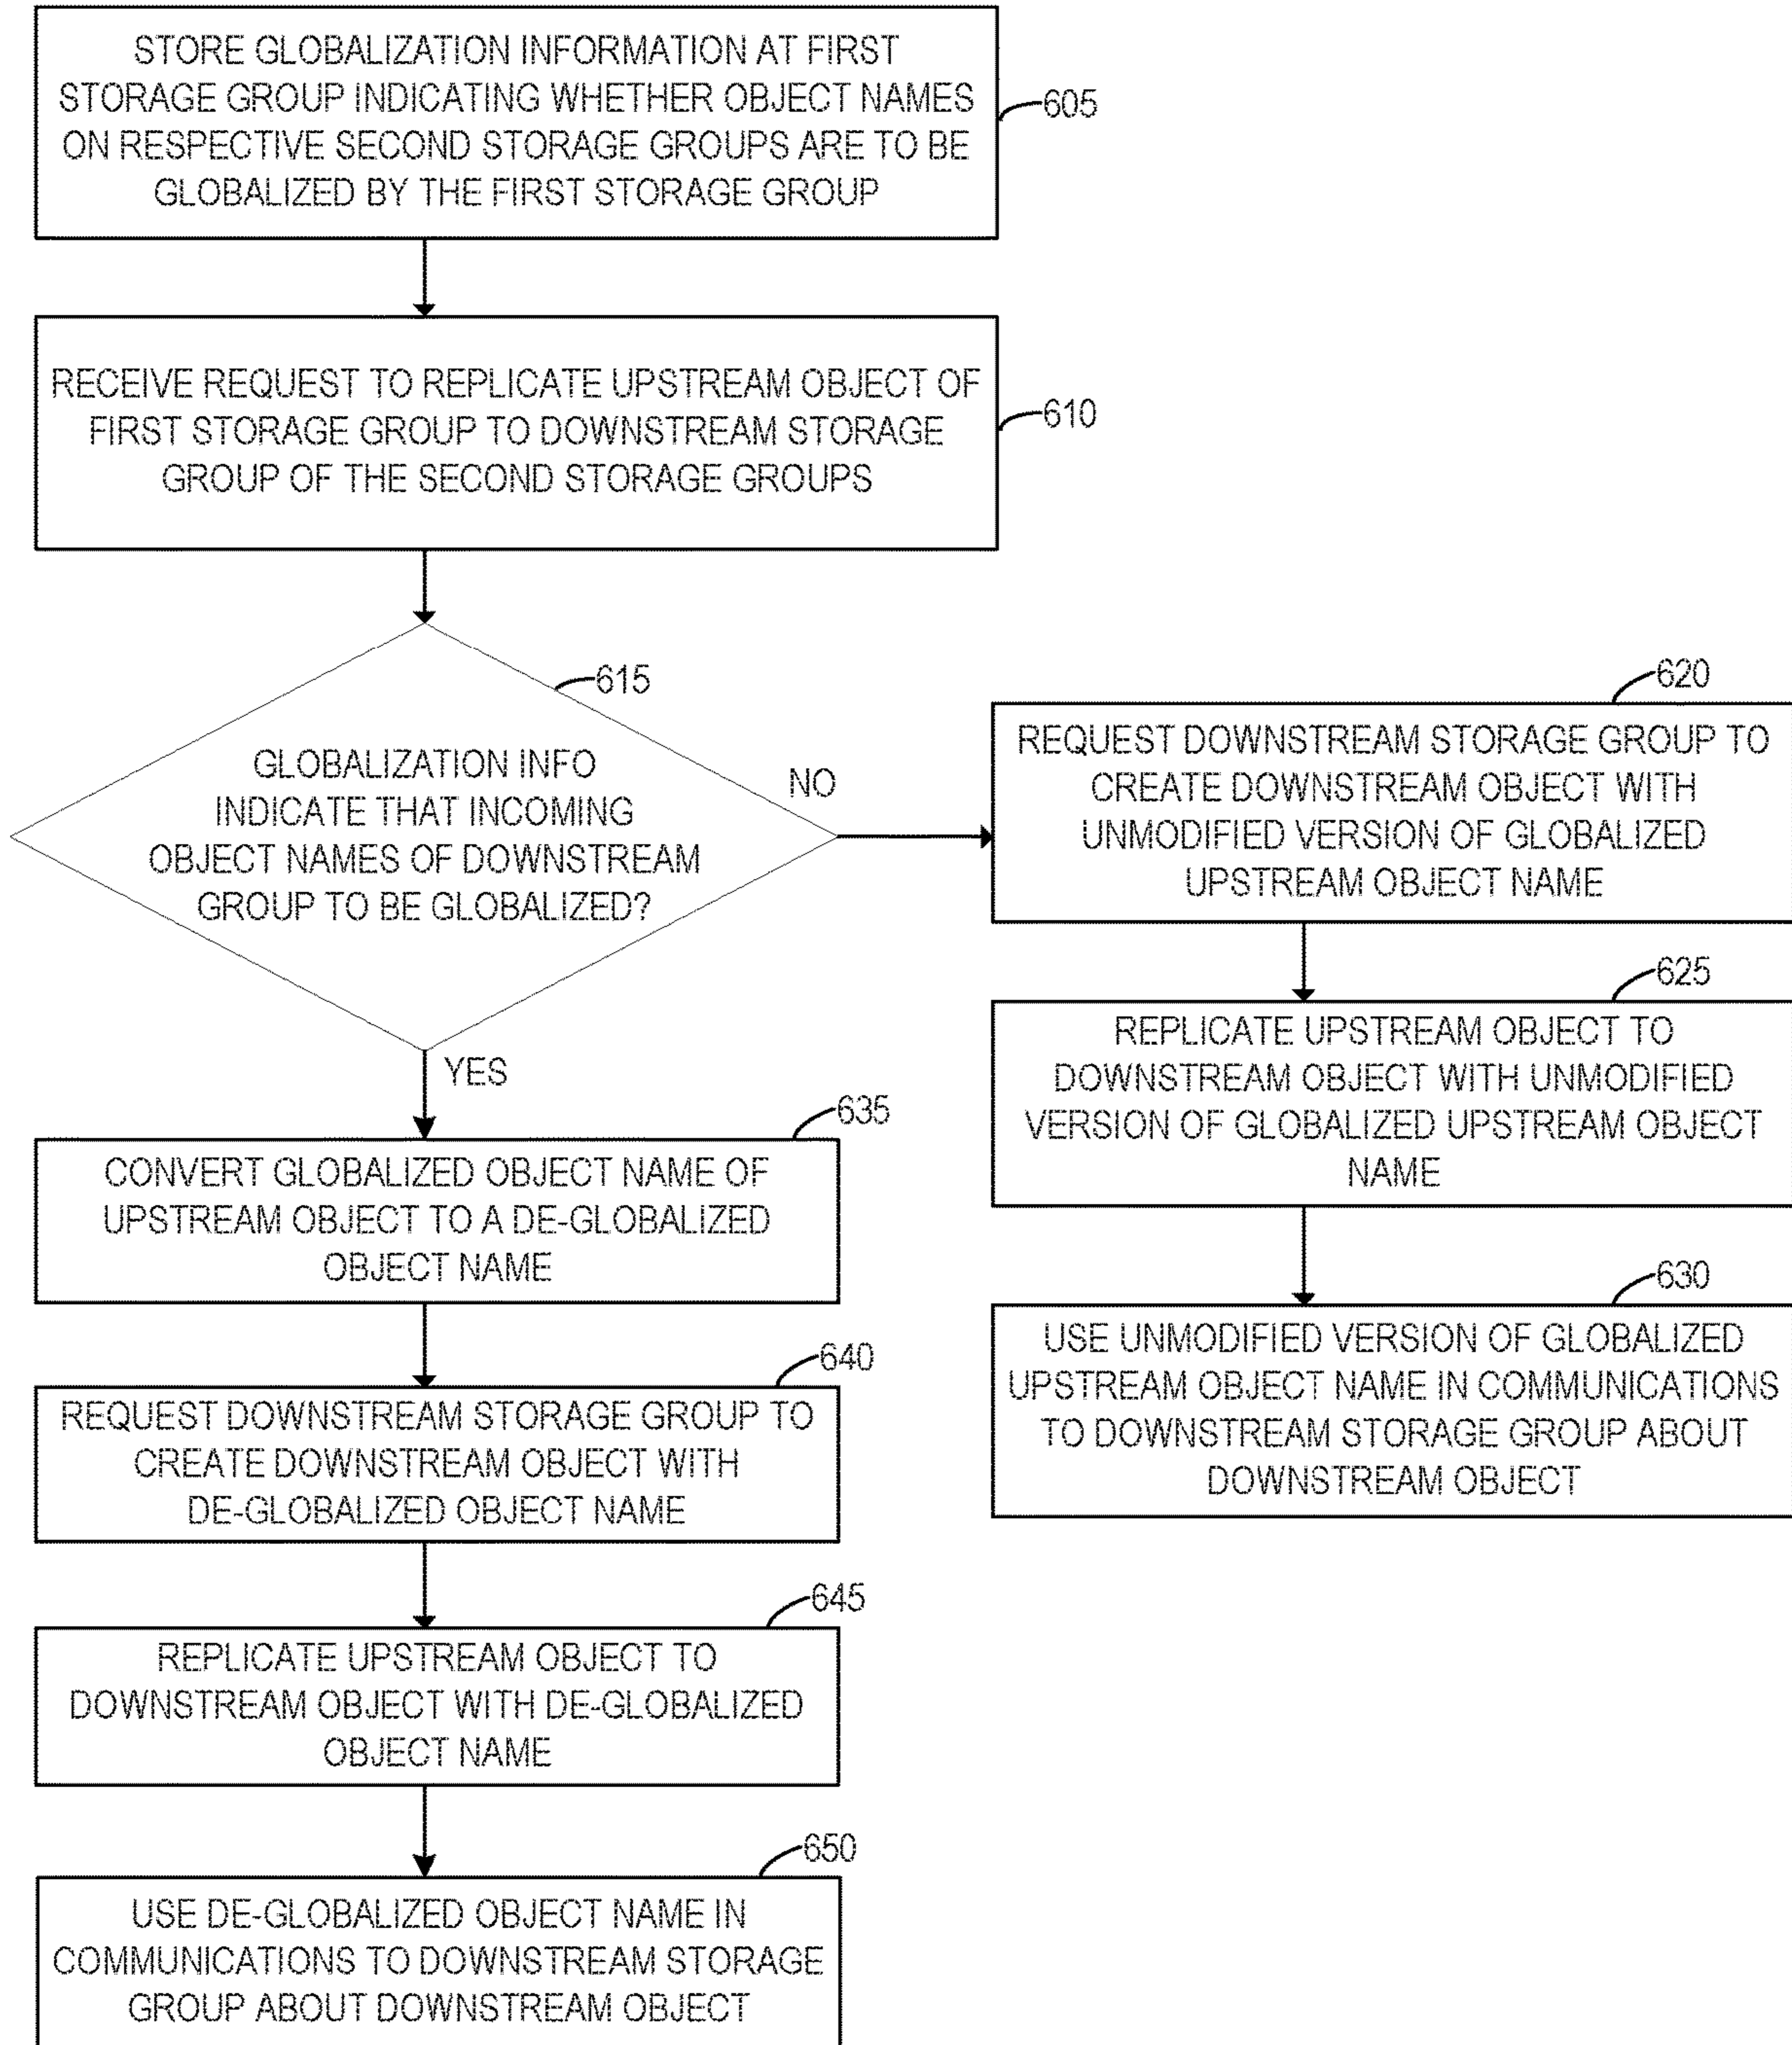 STORE GLOBALIZATION INFORMATION AT FIRST
STORAGE GROUP INDICATING WHETHER OBJECT NAMES
ON RESPECTIVE SECOND STORAGE GROUPS ARE TO BE
GLOBALIZED BY THE FIRST STORAGE GROUP
605
RECEIVE REQUEST TO REPLICATE UPSTREAM OBJECT OF
FIRST STORAGE GROUP TO DOWNSTREAM STORAGE
GROUP OF THE SECOND STORAGE GROUPS
610
615
GLOBALIZATION INFO
INDICATE THAT INCOMING
OBJECT NAMES OF DOWNSTREAM
GROUP TO BE GLOBALIZED?
NO
620
REQUEST DOWNSTREAM STORAGE GROUP TO
CREATE DOWNSTREAM OBJECT WITH
UNMODIFIED VERSION OF GLOBALIZED
UPSTREAM OBJECT NAME
625
REPLICATE UPSTREAM OBJECT TO
DOWNSTREAM OBJECT WITH UNMODIFIED
VERSION OF GLOBALIZED UPSTREAM OBJECT
NAME
630
USE UNMODIFIED VERSION OF GLOBALIZED
UPSTREAM OBJECT NAME IN COMMUNICATIONS
TO DOWNSTREAM STORAGE GROUP ABOUT
DOWNSTREAM OBJECT
YES
635
CONVERT GLOBALIZED OBJECT NAME OF
UPSTREAM OBJECT TO A DE-GLOBALIZED
OBJECT NAME
640
REQUEST DOWNSTREAM STORAGE GROUP TO
CREATE DOWNSTREAM OBJECT WITH
DE-GLOBALIZED OBJECT NAME
645
REPLICATE UPSTREAM OBJECT TO
DOWNSTREAM OBJECT WITH DE-GLOBALIZED
OBJECT NAME
650
USE DE-GLOBALIZED OBJECT NAME IN
COMMUNICATIONS TO DOWNSTREAM STORAGE
GROUP ABOUT DOWNSTREAM OBJECT